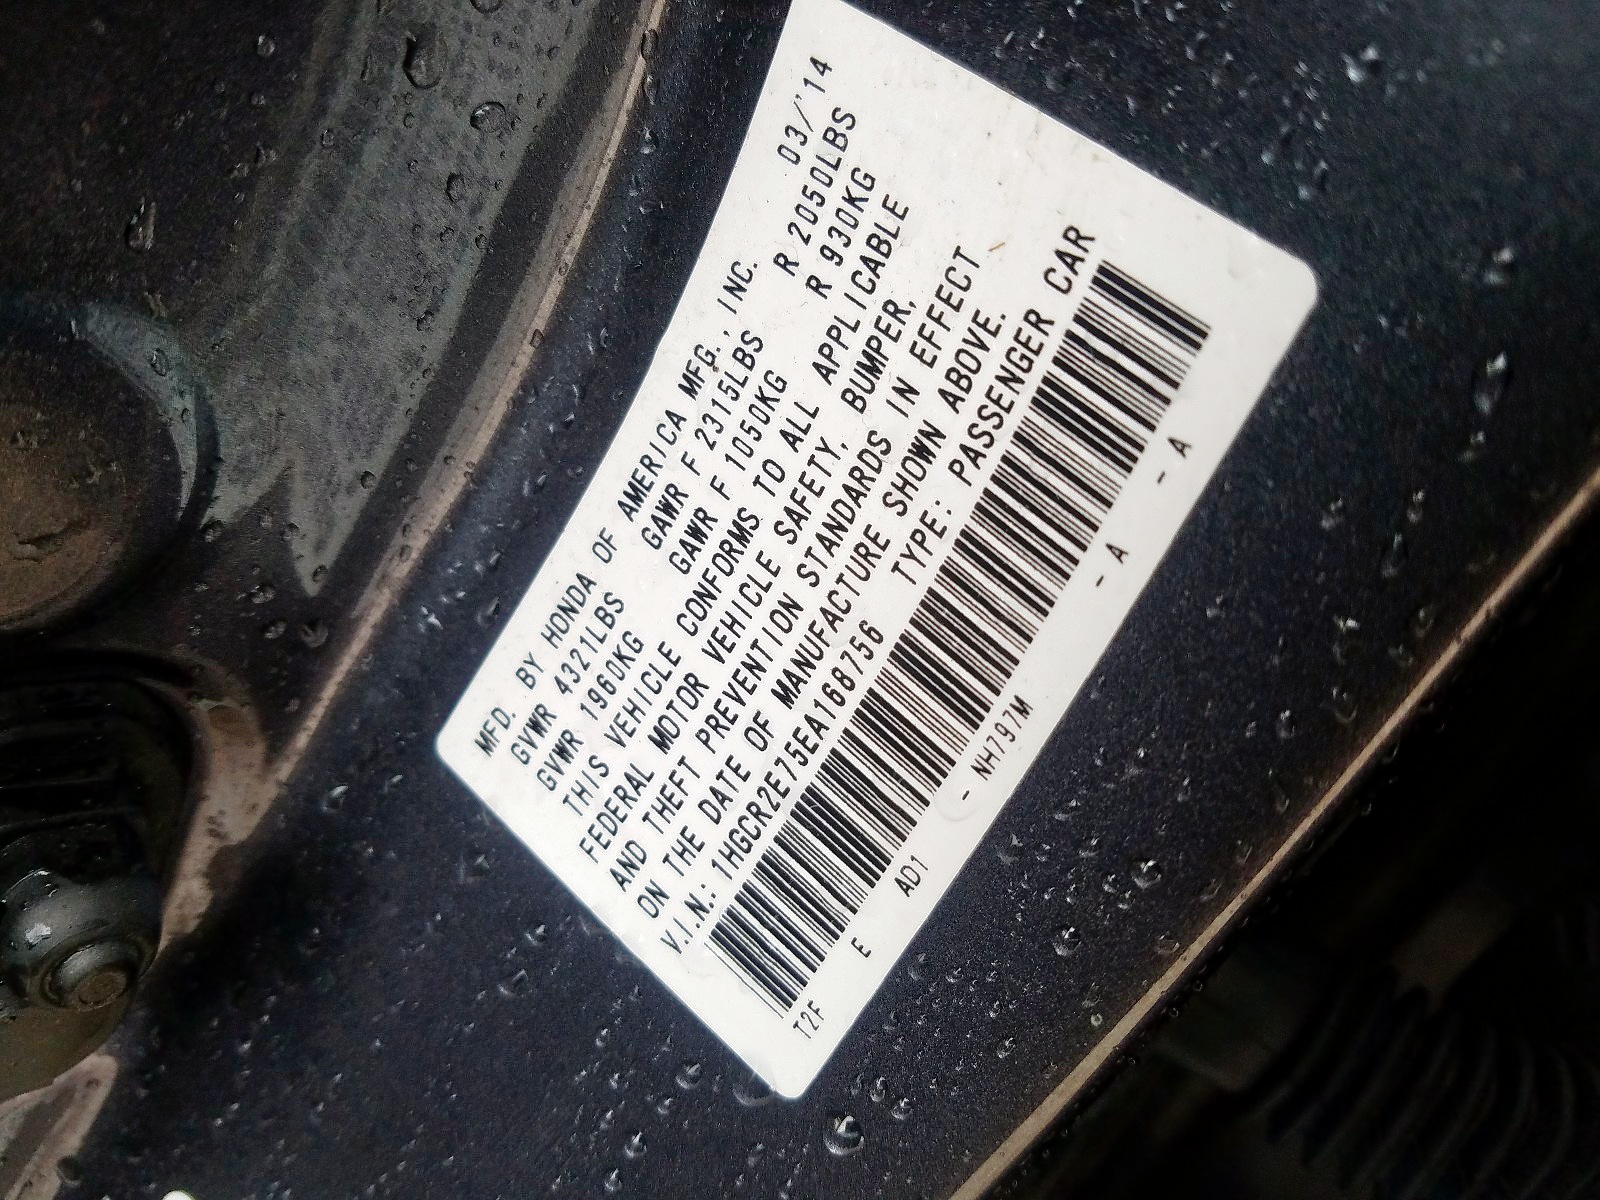 MFD. BY HONDA OF AMERICA MFG., INC. 03/'14
GVWR 4321LBS GAWR F 2315LBS R 2050LBS
GVWR 1960KG GAWR F 1050KG R 930KG
THIS VEHICLE CONFORMS TO ALL APPLICABLE
FEDERAL MOTOR VEHICLE SAFETY, BUMPER,
AND THEFT PREVENTION STANDARDS IN EFFECT
ON THE DATE OF MANUFACTURE SHOWN ABOVE.
V.I.N.: 1HGCR2E75EA168756 TYPE: PASSENGER CAR
T2F E AD1 - NH797M - A - A